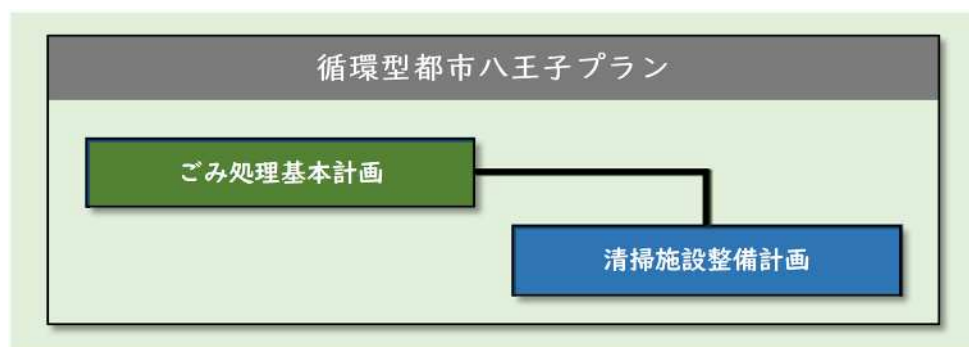 循環型都市八王子プラン
ごみ処理基本計画
清掃施設整備計画